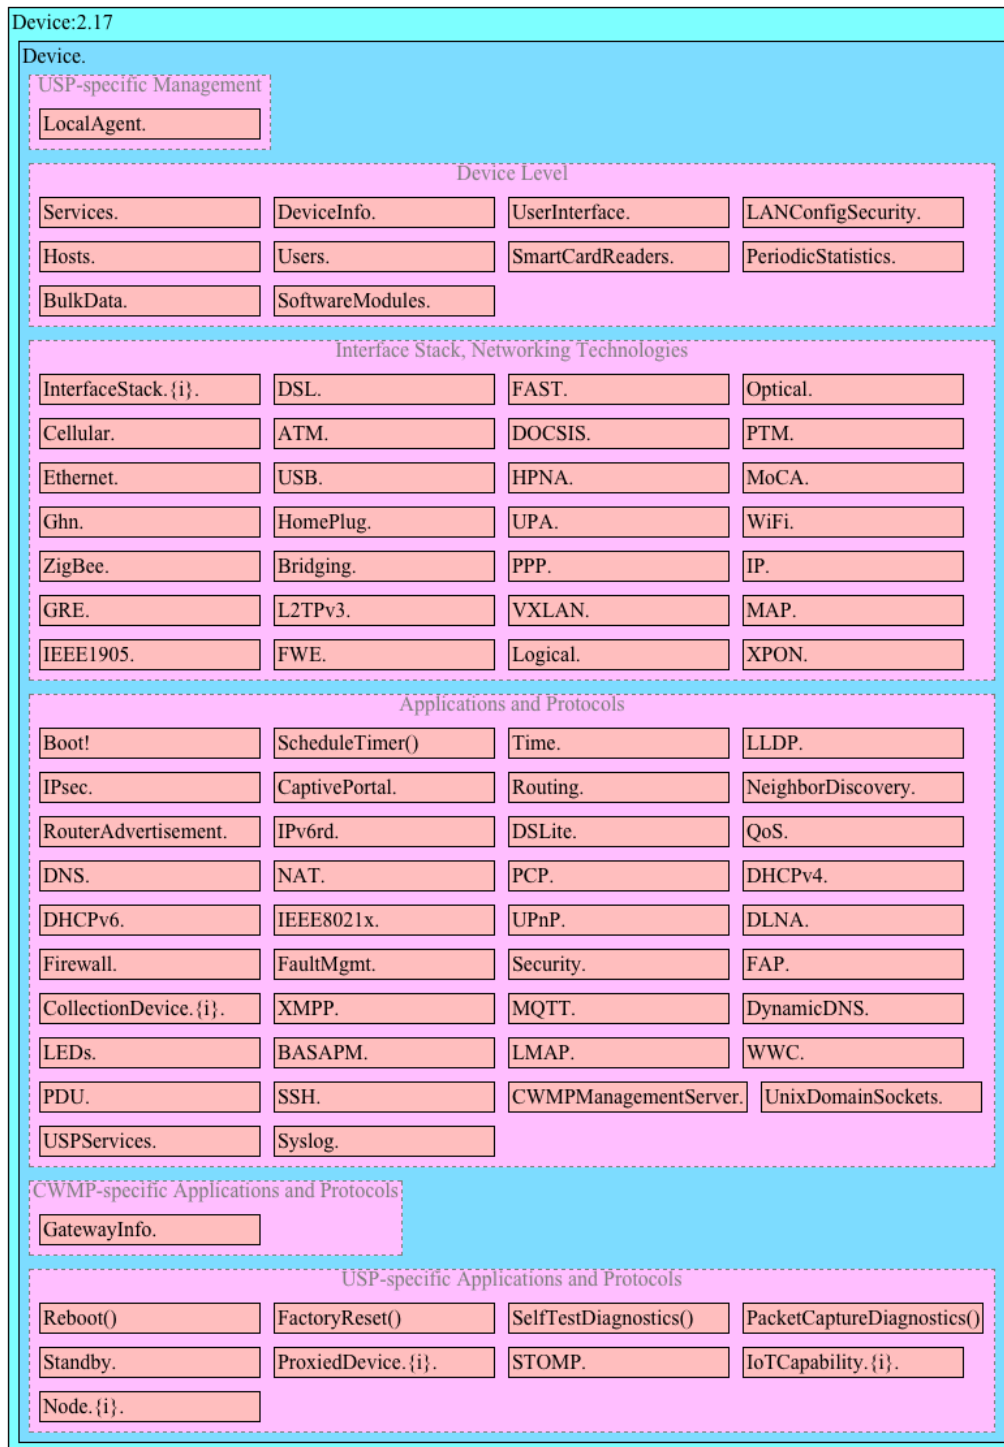 Device:2.17
Device.
USP-specific Management
LocalAgent.
Device Level
Services. DeviceInfo. UserInterface. LANConfigSecurity.
Hosts. Users. SmartCardReaders. PeriodicStatistics.
BulkData. SoftwareModules.
Interface Stack, Networking Technologies
InterfaceStack.{i}. DSL. FAST. Optical.
Cellular. ATM. DOCSIS. PTM.
Ethernet. USB. HPNA. MoCA.
Ghn. HomePlug. UPA. WiFi.
ZigBee. Bridging. PPP. IP.
GRE. L2TPv3. VXLAN. MAP.
IEEE1905. FWE. Logical. XPON.
Applications and Protocols
Boot! ScheduleTimer() Time. LLDP.
IPsec. CaptivePortal. Routing. NeighborDiscovery.
RouterAdvertisement. IPv6rd. DSLite. QoS.
DNS. NAT. PCP. DHCPv4.
DHCPv6. IEEE8021x. UPnP. DLNA.
Firewall. FaultMgmt. Security. FAP.
CollectionDevice.{i}. XMPP. MQTT. DynamicDNS.
LEDs. BASAPM. LMAP. WWC.
PDU. SSH. CWMPManagementServer. UnixDomainSockets.
USPServices. Syslog.
CWMP-specific Applications and Protocols
GatewayInfo.
USP-specific Applications and Protocols
Reboot() FactoryReset() SelfTestDiagnostics() PacketCaptureDiagnostics()
Standby. ProxiedDevice.{i}. STOMP. IoTCapability.{i}.
Node.{i}.